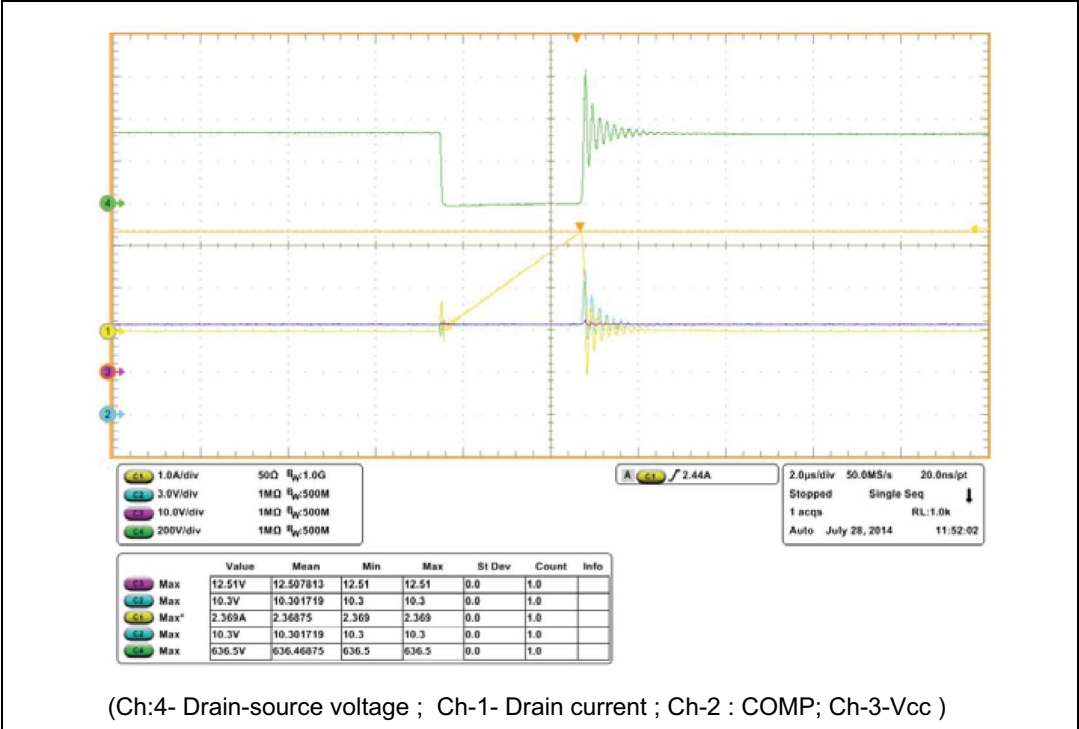 4
1
3
2
C1 1.0A/div 50Ω BW:1.0G
C2 3.0V/div 1MΩ BW:500M
C3 10.0V/div 1MΩ BW:500M
C4 200V/div 1MΩ BW:500M
A C1 ʃ 2.44A
2.0µs/div 50.0MS/s 20.0ns/pt
Stopped Single Seq
1 acqs RL:1.0k
Auto July 28, 2014 11:52:02
Value Mean Min Max St Dev Count Info
C3 Max 12.51V 12.507813 12.51 12.51 0.0 1.0
C2 Max 10.3V 10.301719 10.3 10.3 0.0 1.0
C1 Max* 2.369A 2.36875 2.369 2.369 0.0 1.0
C2 Max 10.3V 10.301719 10.3 10.3 0.0 1.0
C4 Max 636.5V 636.46875 636.5 636.5 0.0 1.0
(Ch:4- Drain-source voltage ; Ch-1- Drain current ; Ch-2 : COMP; Ch-3-Vcc )